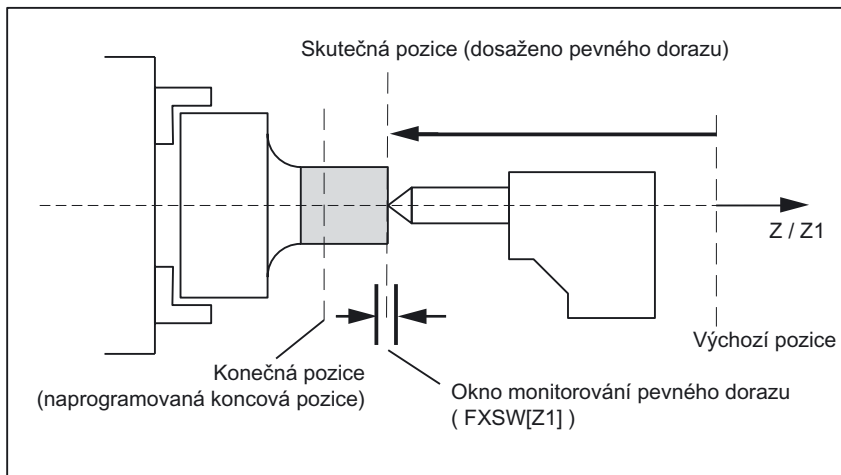 Skutečná pozice (dosaženo pevného dorazu)
Z / Z1
Výchozí pozice
Konečná pozice
(naprogramovaná koncová pozice)
Okno monitorování pevného dorazu
( FXSW[Z1] )